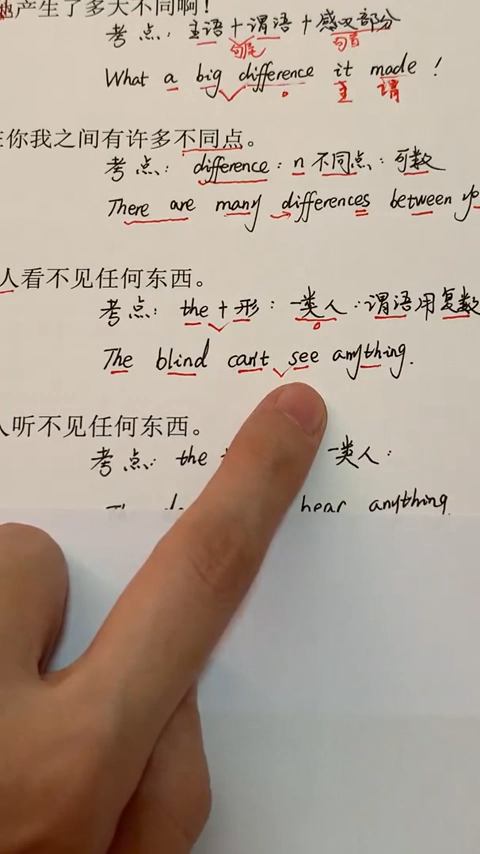 她产生了多大不同啊！
考点：主语+谓语+感叹部分
句尾 句首
What a big difference it made！
主 谓
在你我之间有许多不同点。
考点：difference：n 不同点：可数
There are many differences between yo
人看不见任何东西。
考点：the+形：一类人：谓语用复数
The blind can't see anything.
人听不见任何东西。
考点：the 一类人：
hear anything